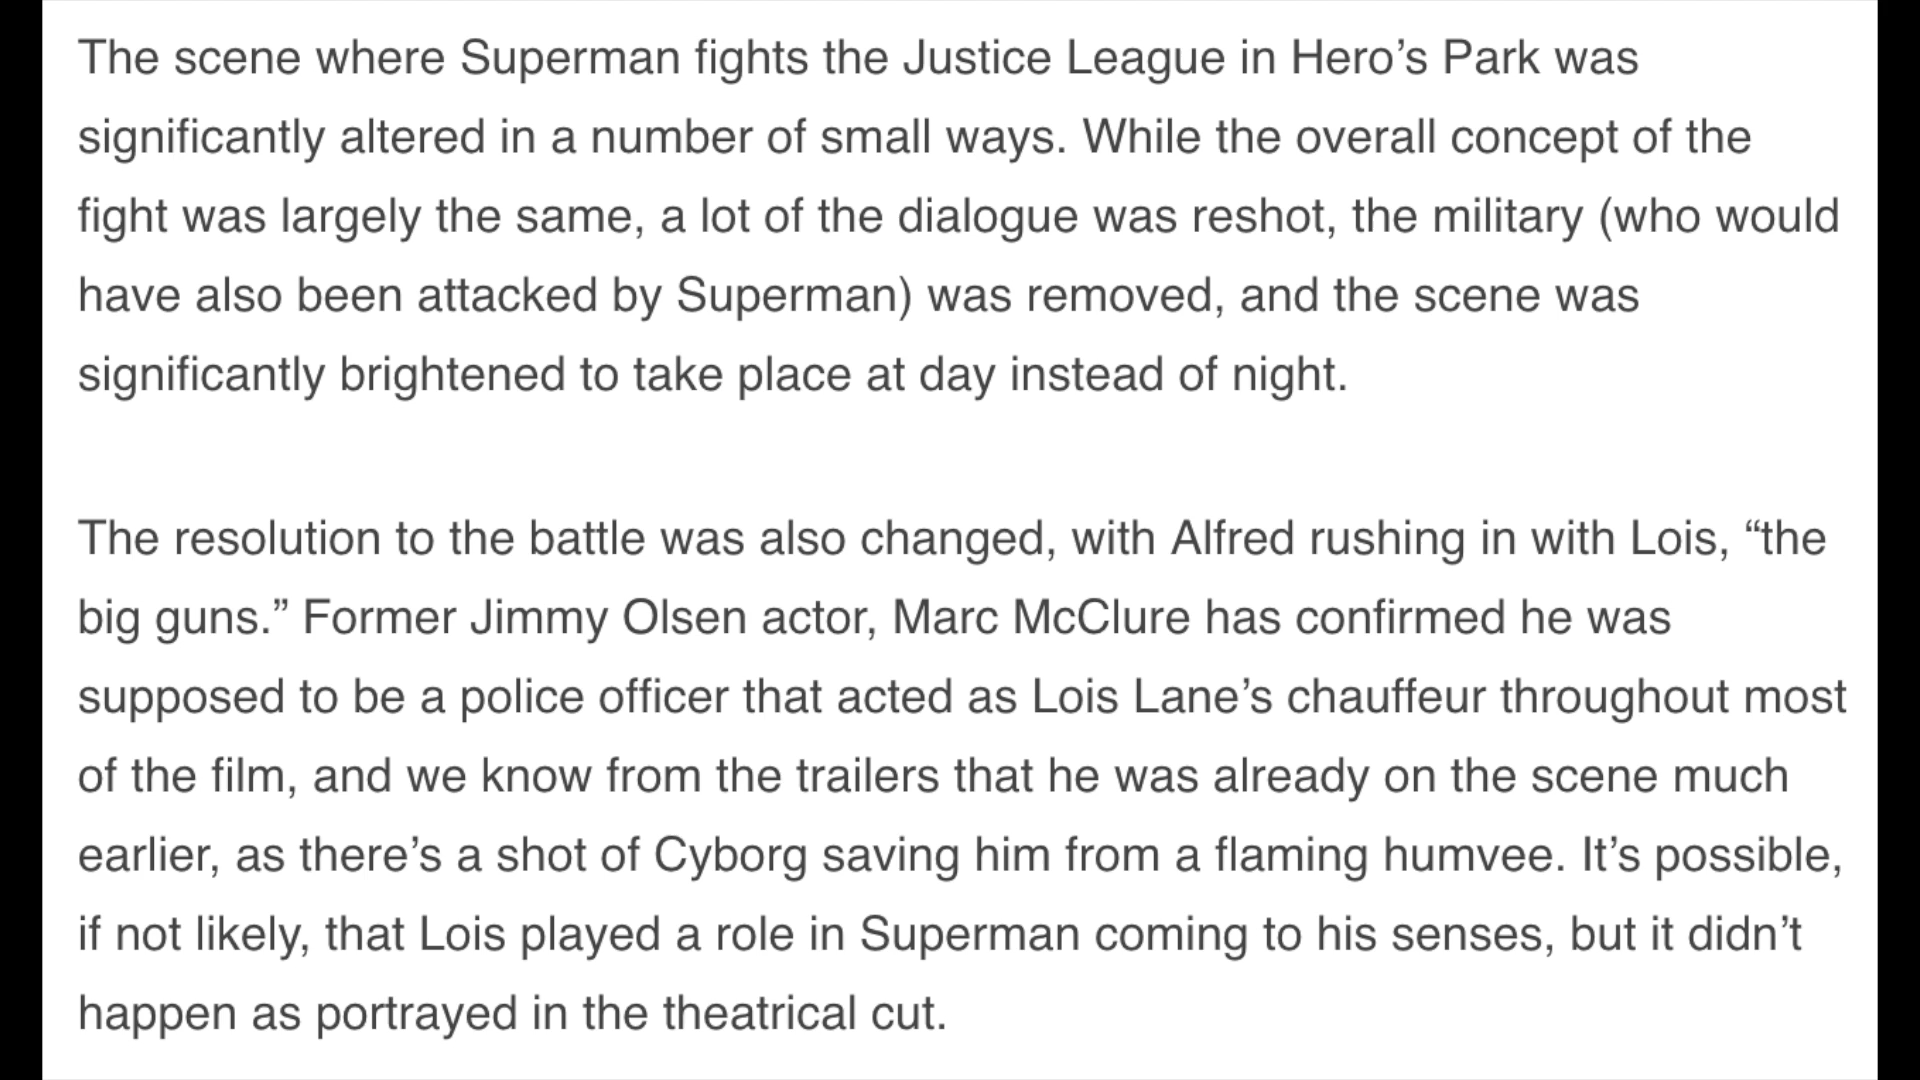 The scene where Superman fights the Justice League in Hero’s Park was
significantly altered in a number of small ways. While the overall concept of the
fight was largely the same, a lot of the dialogue was reshot, the military (who would
have also been attacked by Superman) was removed, and the scene was
significantly brightened to take place at day instead of night.
The resolution to the battle was also changed, with Alfred rushing in with Lois, “the
big guns.” Former Jimmy Olsen actor, Marc McClure has confirmed he was
supposed to be a police officer that acted as Lois Lane’s chauffeur throughout most
of the film, and we know from the trailers that he was already on the scene much
earlier, as there’s a shot of Cyborg saving him from a flaming humvee. It’s possible,
if not likely, that Lois played a role in Superman coming to his senses, but it didn’t
happen as portrayed in the theatrical cut.